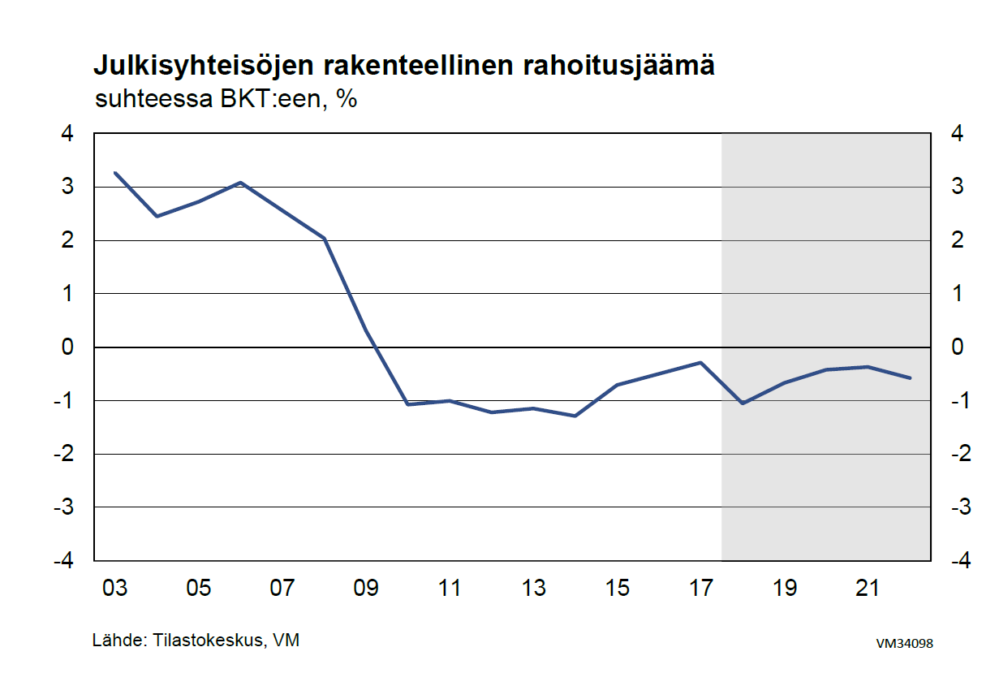 Julkisyhteisöjen rakenteellinen rahoitusjäämä
suhteessa BKT:een, %
4 4
3 3
2 2
1 1
0 0
-1 -1
-2 -2
-3 -3
-4 -4
03 05 07 09 11 13 15 17 19 21
Lähde: Tilastokeskus, VM VM34098